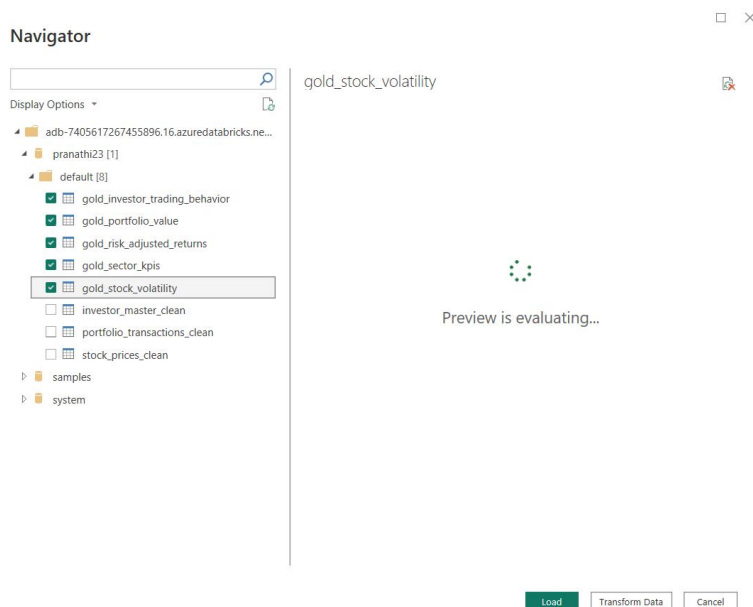 Navigator
gold_stock_volatility
Display Options
adb-7405617267455896.16.azuredatabricks.ne...
pranathi23 [1]
default [8]
gold_investor_trading_behavior
gold_portfolio_value
gold_risk_adjusted_returns
gold_sector_kpis
gold_stock_volatility
investor_master_clean
portfolio_transactions_clean
stock_prices_clean
samples
system
Preview is evaluating...
Load
Transform Data
Cancel